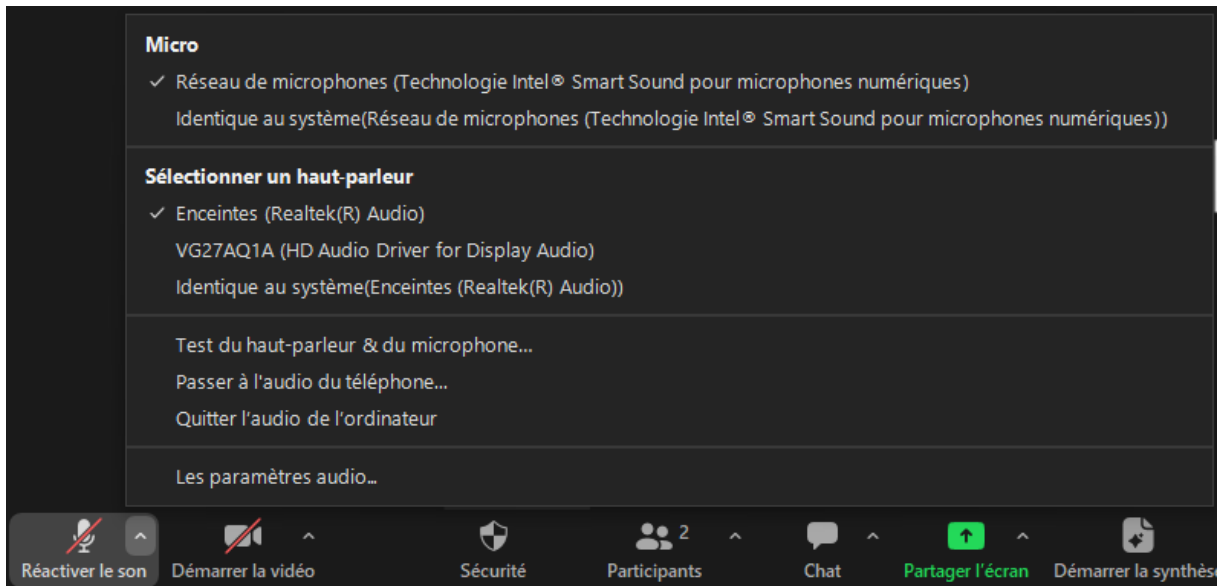 Micro
Réseau de microphones (Technologie Intel® Smart Sound pour microphones numériques)
Identique au système(Réseau de microphones (Technologie Intel® Smart Sound pour microphones numériques))
Sélectionner un haut-parleur
Enceintes (Realtek(R) Audio)
VG27AQ1A (HD Audio Driver for Display Audio)
Identique au système(Enceintes (Realtek(R) Audio))
Test du haut-parleur & du microphone...
Passer à l'audio du téléphone...
Quitter l’audio de l’ordinateur
Les paramètres audio...
2
Réactiver le son Démarrer la vidéo Sécurité Participants Chat Partager l’écran Démarrer la synthèse